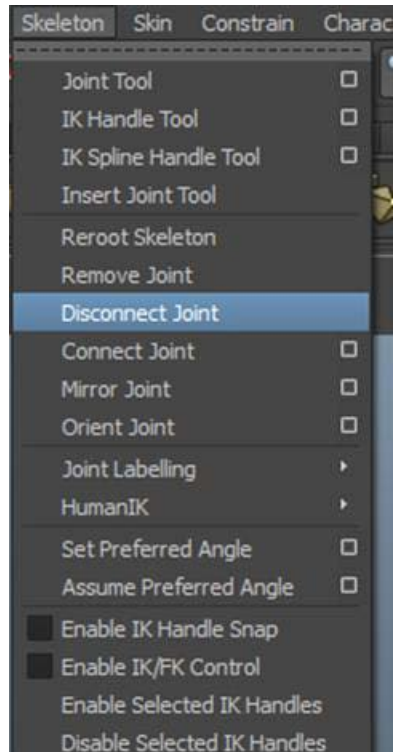 Skeleton Skin Constrain Charac
Joint Tool
IK Handle Tool
IK Spline Handle Tool
Insert Joint Tool
Reroot Skeleton
Remove Joint
Disconnect Joint
Connect Joint
Mirror Joint
Orient Joint
Joint Labelling
HumanIK
Set Preferred Angle
Assume Preferred Angle
Enable IK Handle Snap
Enable IK/FK Control
Enable Selected IK Handles
Disable Selected IK Handles